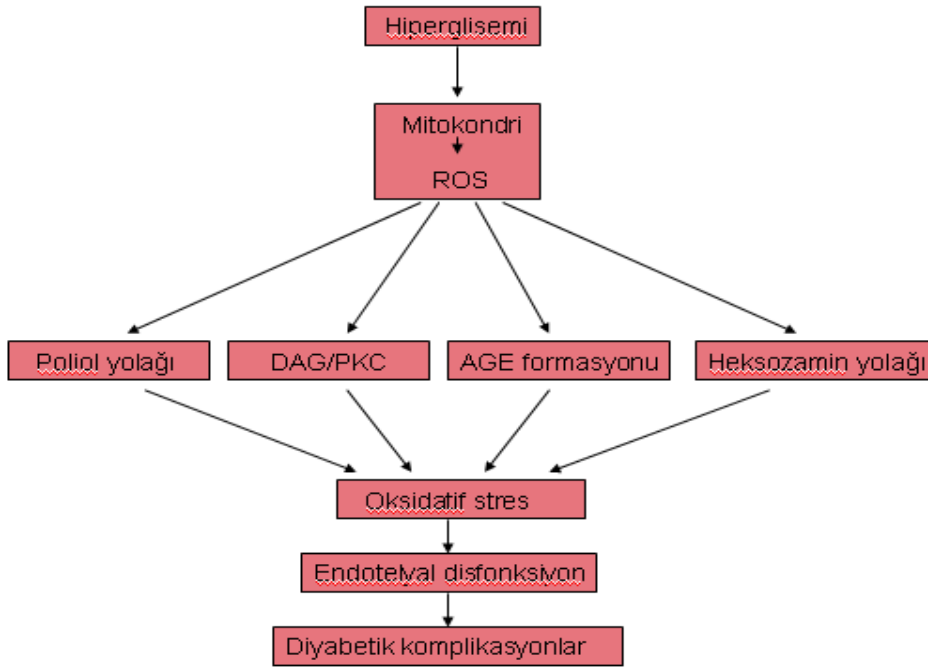 Hiperglisemi
Mitokondri
ROS
Poliol yolağı
DAG/PKC
AGE formasyonu
Heksozamin yolağı
Oksidatif stres
Endotelyal disfonksiyon
Diyabetik komplikasyonlar